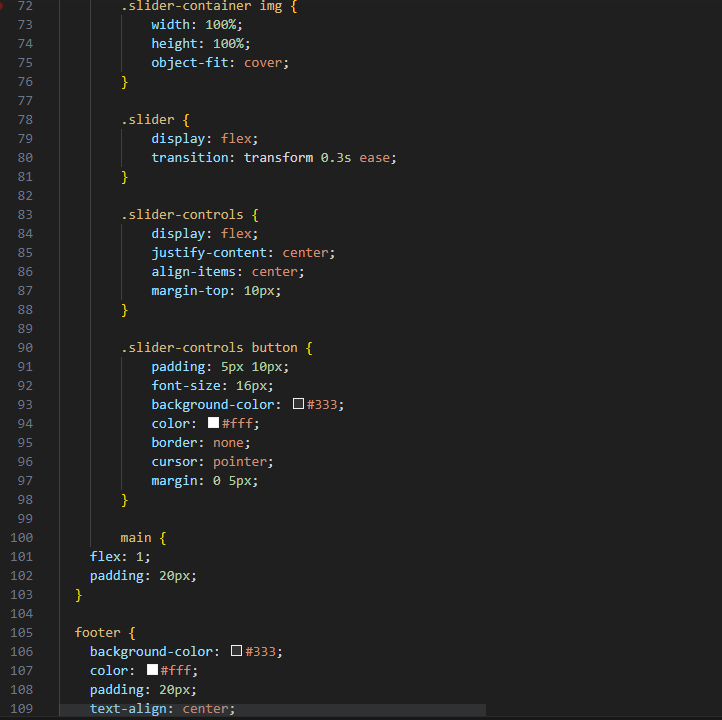 72 .slider-container img {
73 width: 100%;
74 height: 100%;
75 object-fit: cover;
76 }
77
78 .slider {
79 display: flex;
80 transition: transform 0.3s ease;
81 }
82
83 .slider-controls {
84 display: flex;
85 justify-content: center;
86 align-items: center;
87 margin-top: 10px;
88 }
89
90 .slider-controls button {
91 padding: 5px 10px;
92 font-size: 16px;
93 background-color: #333;
94 color: #fff;
95 border: none;
96 cursor: pointer;
97 margin: 0 5px;
98 }
99
100 main {
101 flex: 1;
102 padding: 20px;
103 }
104
105 footer {
106 background-color: #333;
107 color: #fff;
108 padding: 20px;
109 text-align: center;